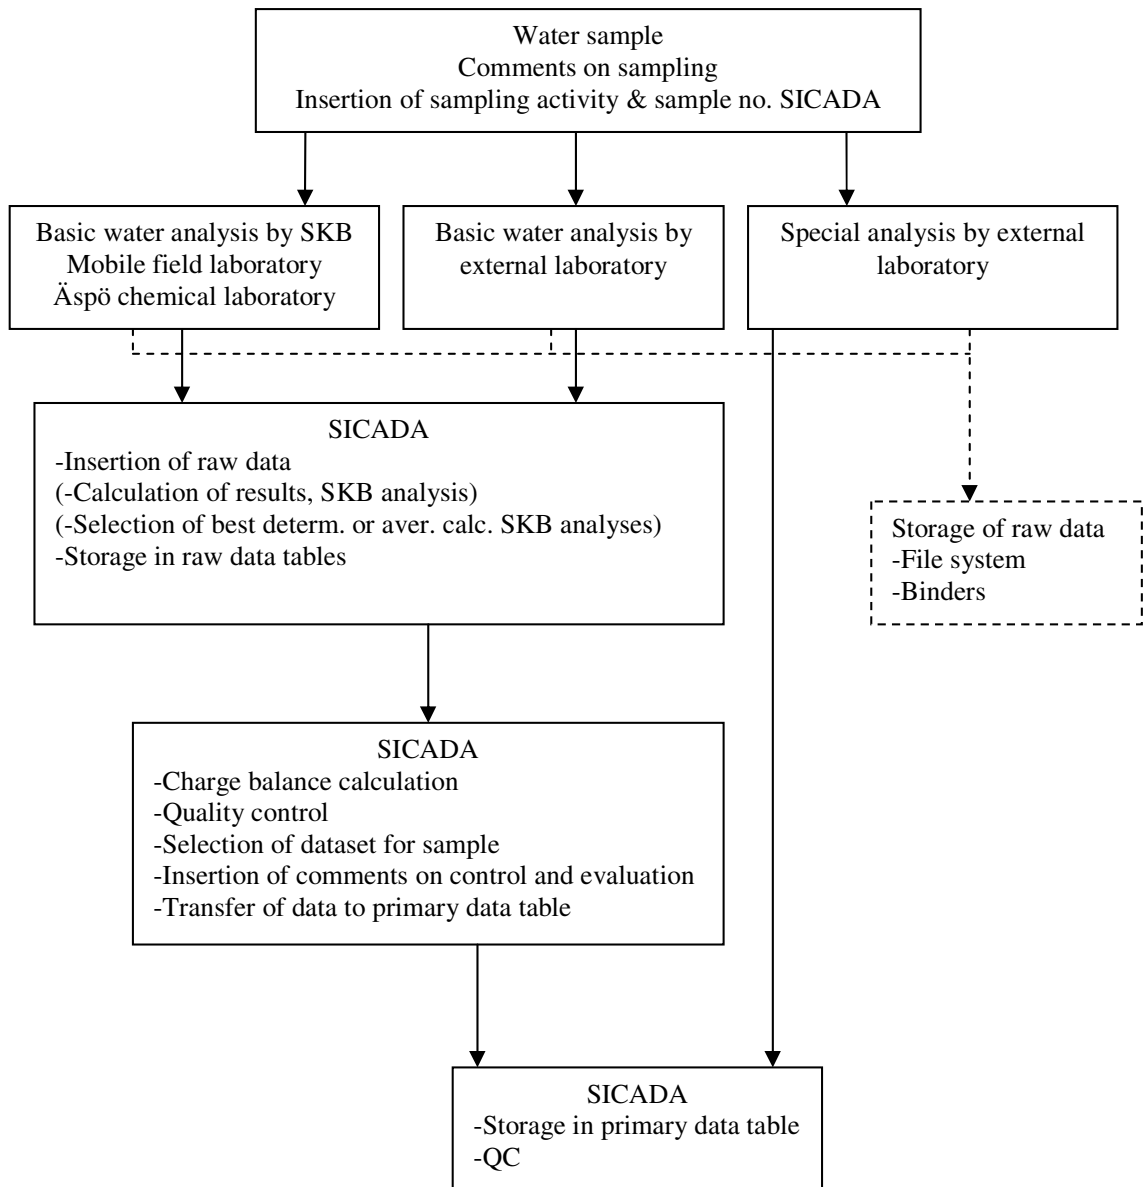 Water sample
Comments on sampling
Insertion of sampling activity & sample no. SICADA
Basic water analysis by SKB
Mobile field laboratory
Äspö chemical laboratory
Basic water analysis by
external laboratory
Special analysis by external
laboratory
SICADA
-Insertion of raw data
(-Calculation of results, SKB analysis)
(-Selection of best determ. or aver. calc. SKB analyses)
-Storage in raw data tables
Storage of raw data
-File system
-Binders
SICADA
-Charge balance calculation
-Quality control
-Selection of dataset for sample
-Insertion of comments on control and evaluation
-Transfer of data to primary data table
SICADA
-Storage in primary data table
-QC